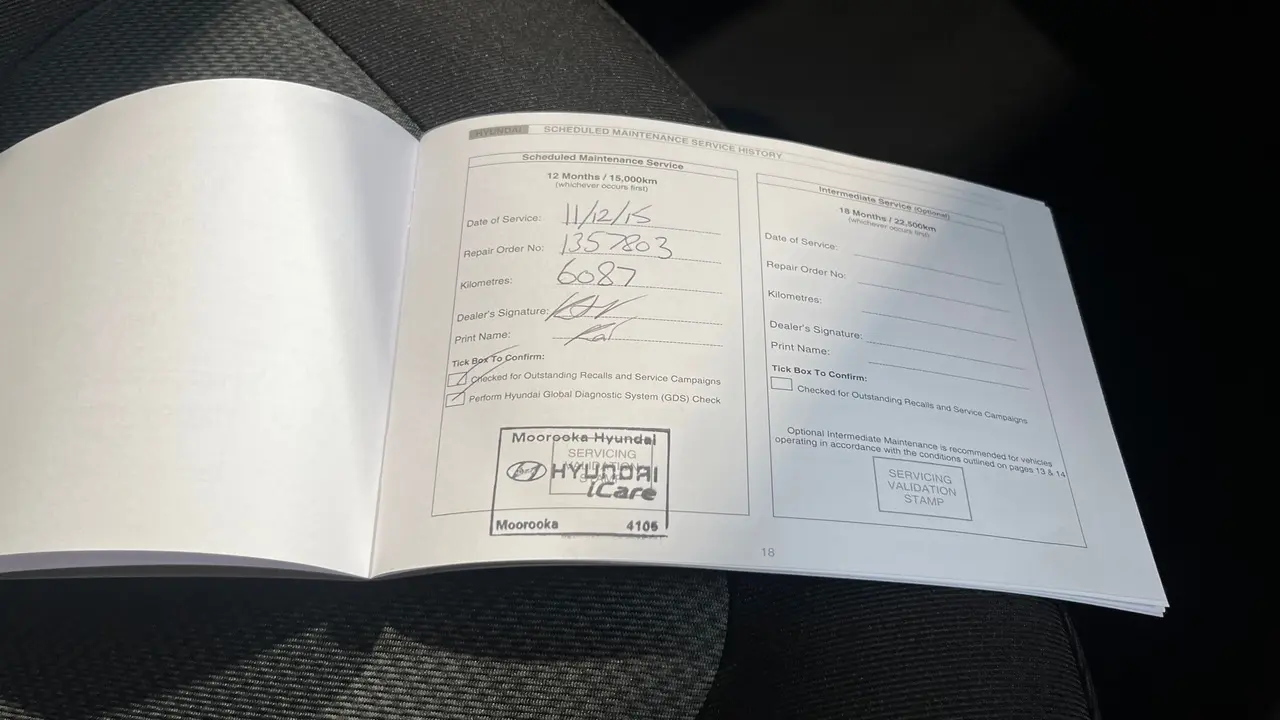 HYUNDAI SCHEDULED MAINTENANCE SERVICE HISTORY
Scheduled Maintenance Service
12 Months / 15,000km
(whichever occurs first)
Date of Service: 11/12/15
Repair Order No: 1357803
Kilometres: 6087
Dealer's Signature:
Print Name:
Tick Box To Confirm:
Checked for Outstanding Recalls and Service Campaigns
Perform Hyundai Global Diagnostic System (GDS) Check
Moorooka Hyundai
SERVICING
VALIDATION
STAMP
HYUNDAI
iCare
Moorooka 4105
Intermediate Service (Optional)
18 Months / 22,500km
(whichever occurs first)
Date of Service:
Repair Order No:
Kilometres:
Dealer's Signature:
Print Name:
Tick Box To Confirm:
Checked for Outstanding Recalls and Service Campaigns
Optional Intermediate Maintenance is recommended for vehicles
operating in accordance with the conditions outlined on pages 13 & 14
SERVICING
VALIDATION
STAMP
18